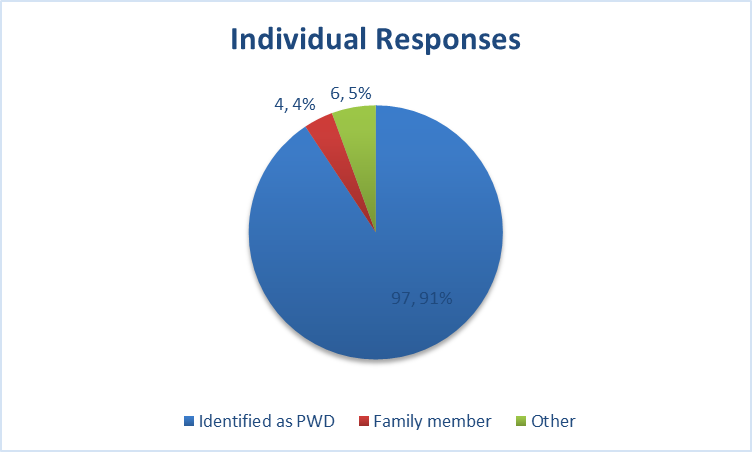 Individual Responses
6, 5%
4, 4%
97, 91%
Identified as PWD
Family member
Other